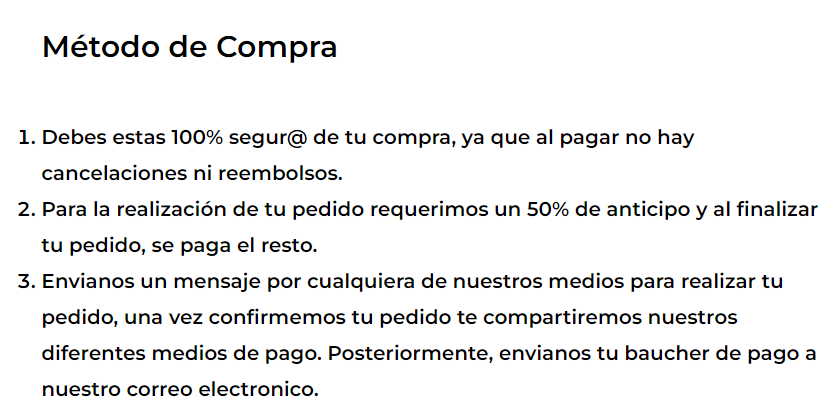 Método de Compra
1. Debes estas 100% segur@ de tu compra, ya que al pagar no hay
cancelaciones ni reembolsos.
2. Para la realización de tu pedido requerimos un 50% de anticipo y al finalizar
tu pedido, se paga el resto.
3. Envianos un mensaje por cualquiera de nuestros medios para realizar tu
pedido, una vez confirmemos tu pedido te compartiremos nuestros
diferentes medios de pago. Posteriormente, envianos tu baucher de pago a
nuestro correo electronico.